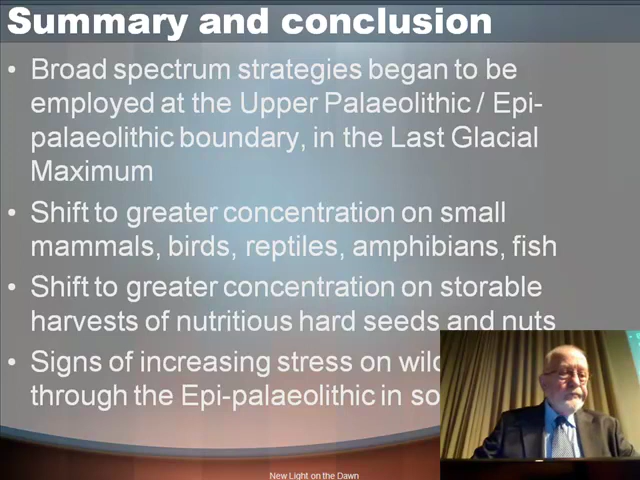 Summary and conclusion
• Broad spectrum strategies began to be
employed at the Upper Palaeolithic / Epi-
palaeolithic boundary, in the Last Glacial
Maximum
• Shift to greater concentration on small
mammals, birds, reptiles, amphibians, fish
• Shift to greater concentration on storable
harvests of nutritious hard seeds and nuts
• Signs of increasing stress on
through the Epi-palaeolithic in
New Light on the Dawn